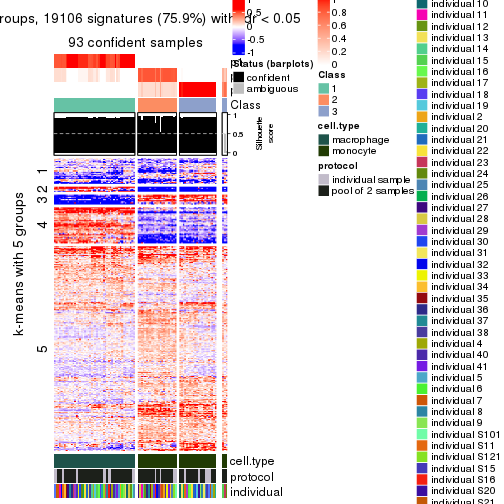 roups, 19106 signatures (75.9%) with
or < 0.05
93 confident samples
1
0.5
0
-0.5
-1
0.8
0.6
0.4
0.2
0
Status (barplots)
confident
ambiguous
Class
1
2
3
cell.type
macrophage
monocyte
protocol
individual sample
pool of 2 samples
Class
1
0.5
0
Silhouette
score
k-means with 5 groups
1
2
3
4
5
cell.type
protocol
individual
individual 10
individual 11
individual 12
individual 13
individual 14
individual 15
individual 16
individual 17
individual 18
individual 19
individual 2
individual 20
individual 21
individual 22
individual 23
individual 24
individual 25
individual 26
individual 27
individual 28
individual 29
individual 30
individual 31
individual 32
individual 33
individual 34
individual 35
individual 36
individual 37
individual 38
individual 4
individual 40
individual 41
individual 5
individual 6
individual 7
individual 8
individual 9
individual S101
individual S11
individual S121
individual S15
individual S16
individual S20
individual S21